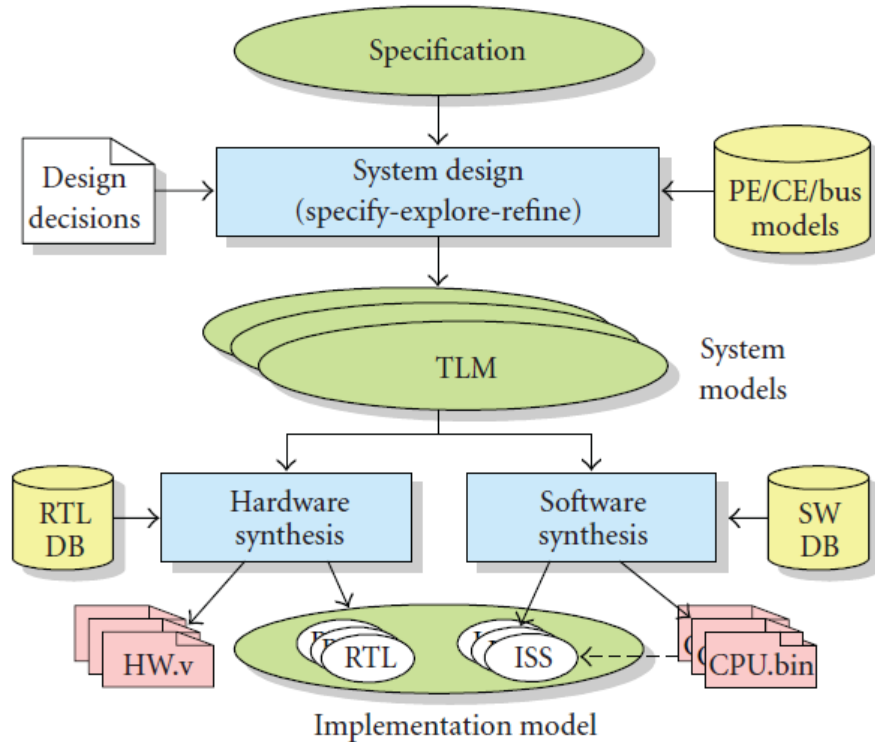 Specification
Design
decisions
System design
(specify-explore-refine)
PE/CE/bus
models
TLM
System
models
RTL
DB
Hardware
synthesis
Software
synthesis
SW
DB
HW.v
RTL
ISS
CPU.bin
Implementation model